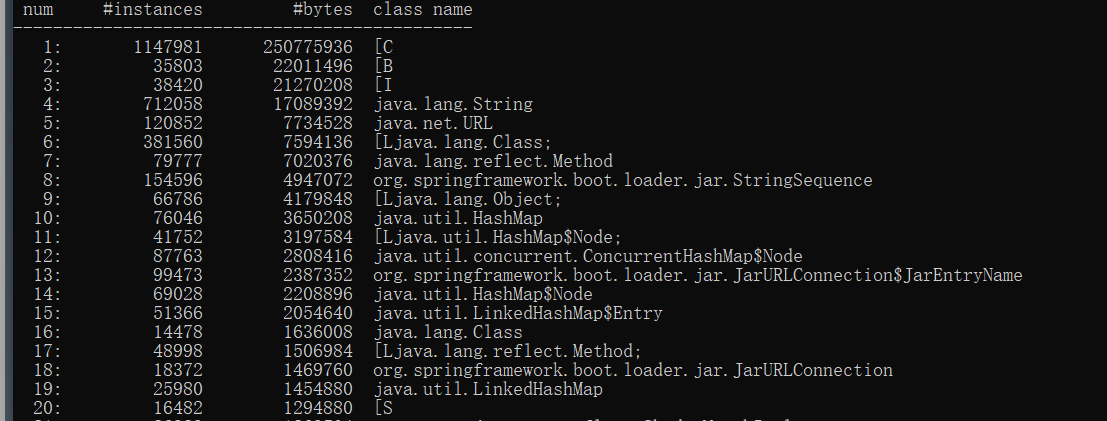 num     #instances         #bytes  class name
----------------------------------------------
   1:       1147981      250775936  [C
   2:         35803       22011496  [B
   3:         38420       21270208  [I
   4:        712058       17089392  java.lang.String
   5:        120852        7734528  java.net.URL
   6:        381560        7594136  [Ljava.lang.Class;
   7:         79777        7020376  java.lang.reflect.Method
   8:        154596        4947072  org.springframework.boot.loader.jar.StringSequence
   9:         66786        4179848  [Ljava.lang.Object;
  10:         76046        3650208  java.util.HashMap
  11:         41752        3197584  [Ljava.util.HashMap$Node;
  12:         87763        2808416  java.util.concurrent.ConcurrentHashMap$Node
  13:         99473        2387352  org.springframework.boot.loader.jar.JarURLConnection$JarEntryName
  14:         69028        2208896  java.util.HashMap$Node
  15:         51366        2054640  java.util.LinkedHashMap$Entry
  16:         14478        1636008  java.lang.Class
  17:         48998        1506984  [Ljava.lang.reflect.Method;
  18:         18372        1469760  org.springframework.boot.loader.jar.JarURLConnection
  19:         25980        1454880  java.util.LinkedHashMap
  20:         16482        1294880  [S